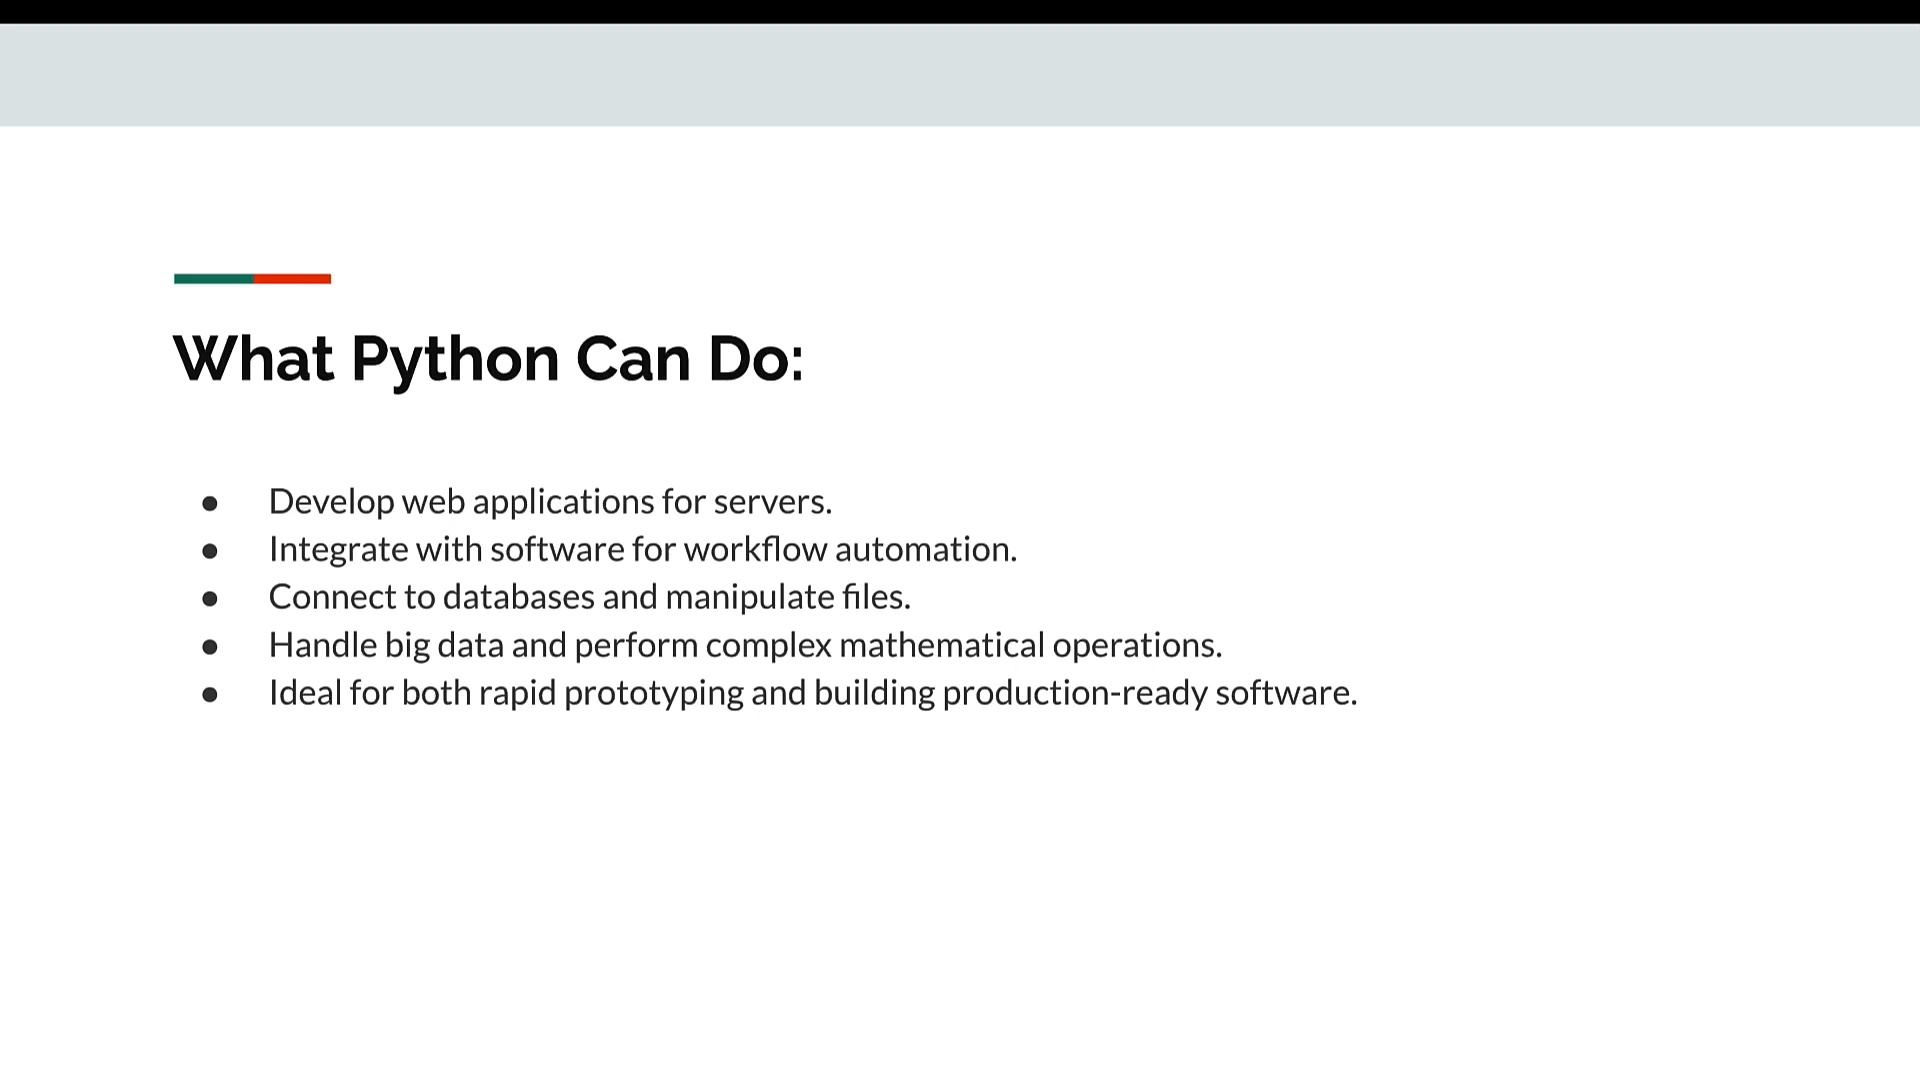 What Python Can Do:
● Develop web applications for servers.
● Integrate with software for workflow automation.
● Connect to databases and manipulate files.
● Handle big data and perform complex mathematical operations.
● Ideal for both rapid prototyping and building production-ready software.